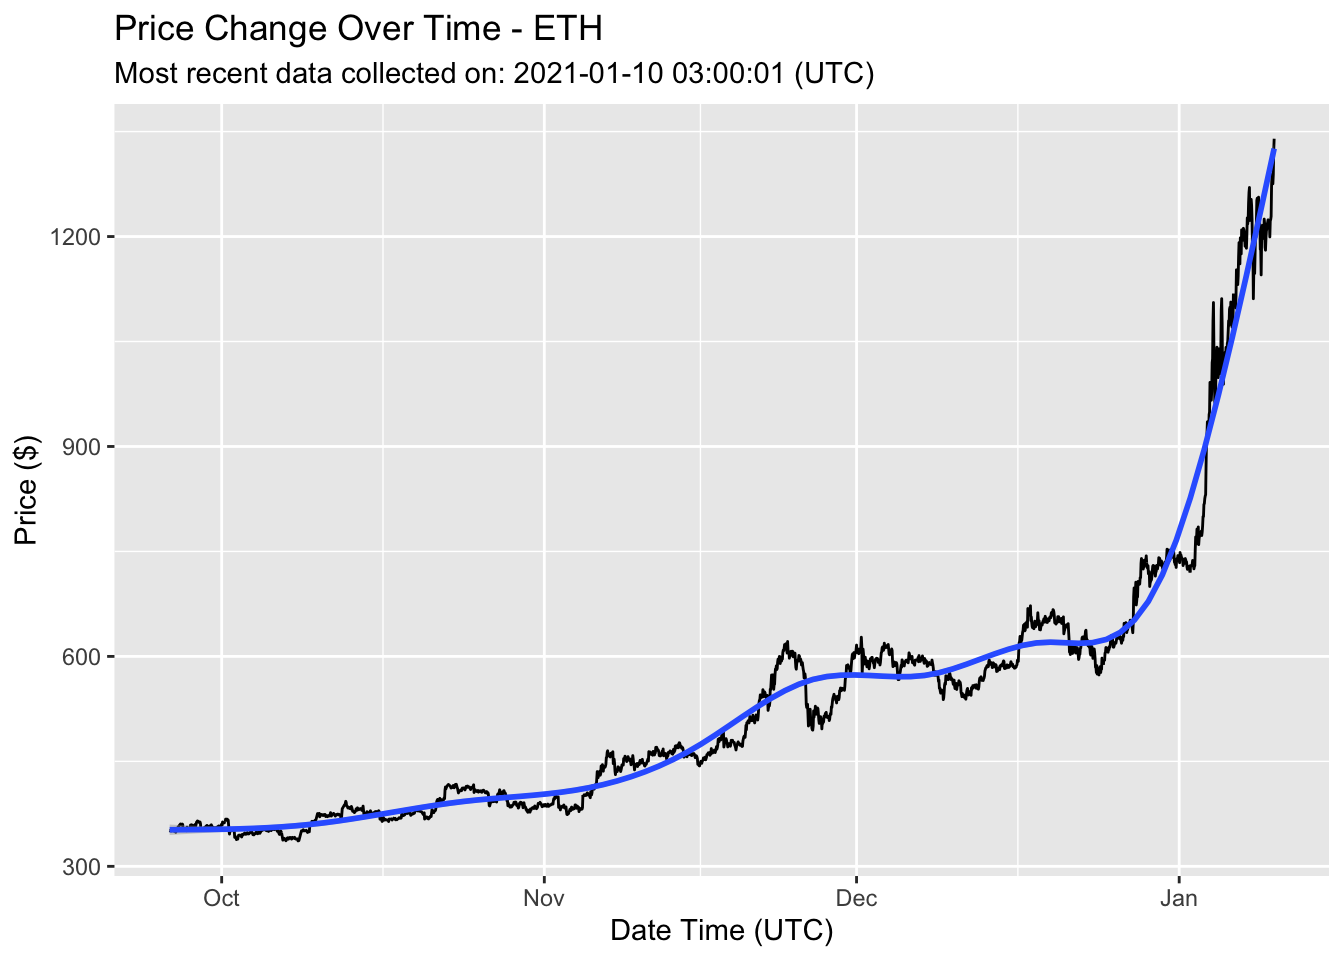 Price Change Over Time - ETH
Most recent data collected on: 2021-01-10 03:00:01 (UTC)
Price ($)
1200
900
600
300
Oct Nov Dec Jan
Date Time (UTC)